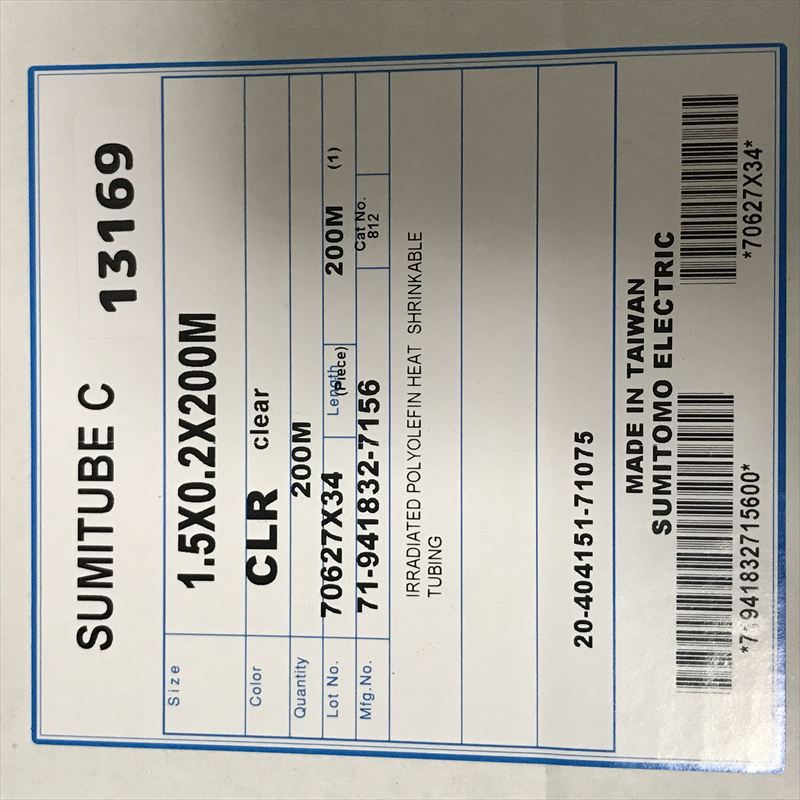 SUMITUBE C 13169
Size 1.5X0.2X200M
Color CLR clear
Quantity 200M
Lot No. 70627X34 Length (Piece) 200M (1)
Mfg.No. 71-941832-7156 Cat No. 812
IRRADIATED POLYOLEFIN HEAT SHRINKABLE
TUBING
20-404151-71075
MADE IN TAIWAN
SUMITOMO ELECTRIC
*71941832715600* *70627X34*